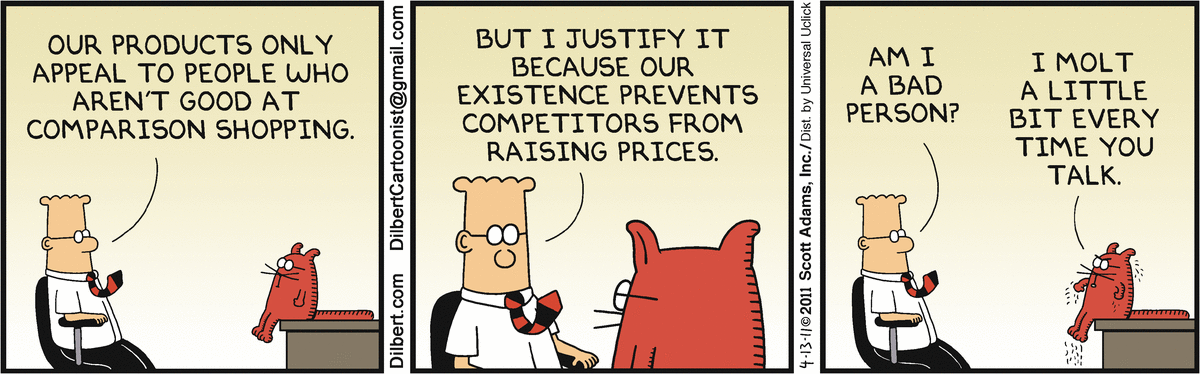 OUR PRODUCTS ONLY
APPEAL TO PEOPLE WHO
AREN'T GOOD AT
COMPARISON SHOPPING.
Dilbert.com DilbertCartoonist@gmail.com
BUT I JUSTIFY IT
BECAUSE OUR
EXISTENCE PREVENTS
COMPETITORS FROM
RAISING PRICES.
4-13-11 ©2011 Scott Adams, Inc./Dist. by Universal Uclick
AM I
A BAD
PERSON?
I MOLT
A LITTLE
BIT EVERY
TIME YOU
TALK.